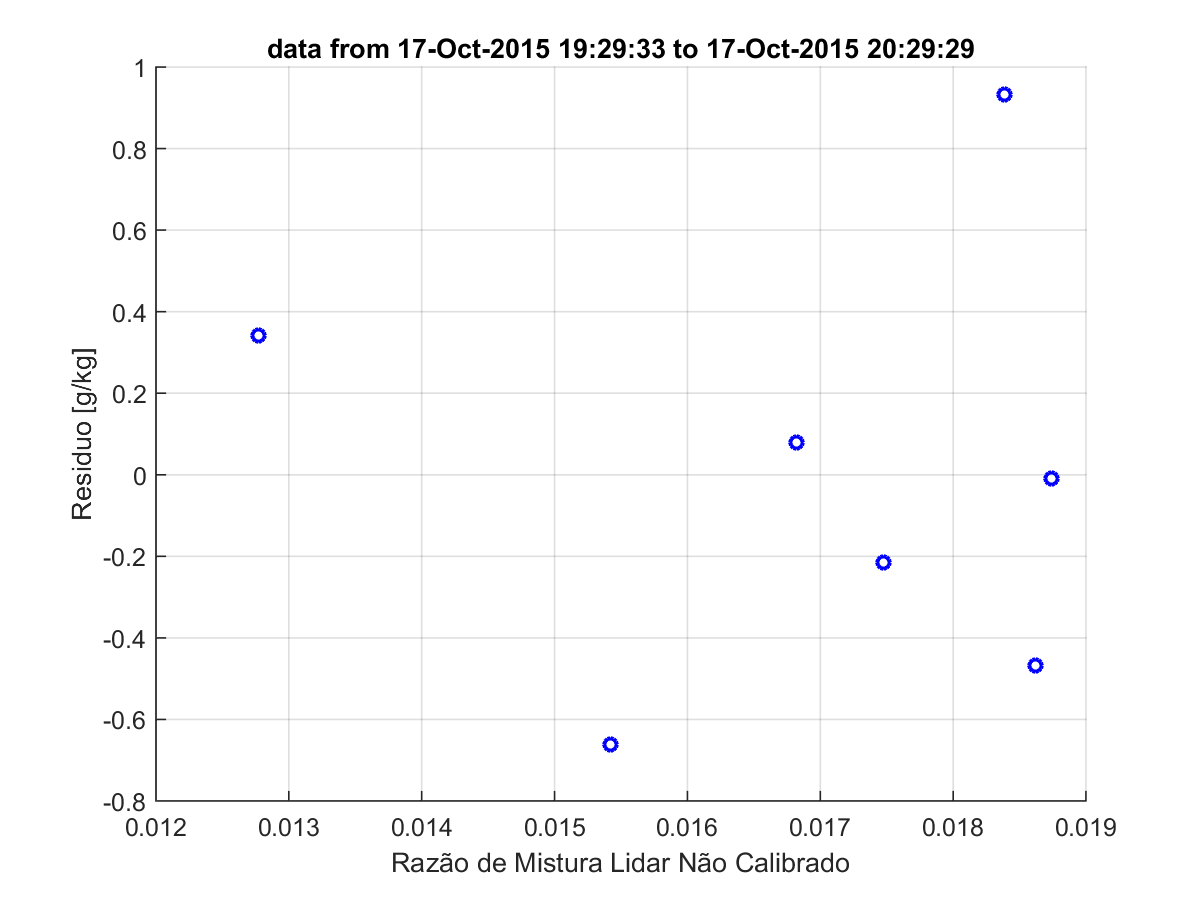 data from 17-Oct-2015 19:29:33 to 17-Oct-2015 20:29:29
1
0.8
0.6
0.4
0.2
0
-0.2
-0.4
-0.6
-0.8
Residuo [g/kg]
0.012 0.013 0.014 0.015 0.016 0.017 0.018 0.019
Razão de Mistura Lidar Não Calibrado